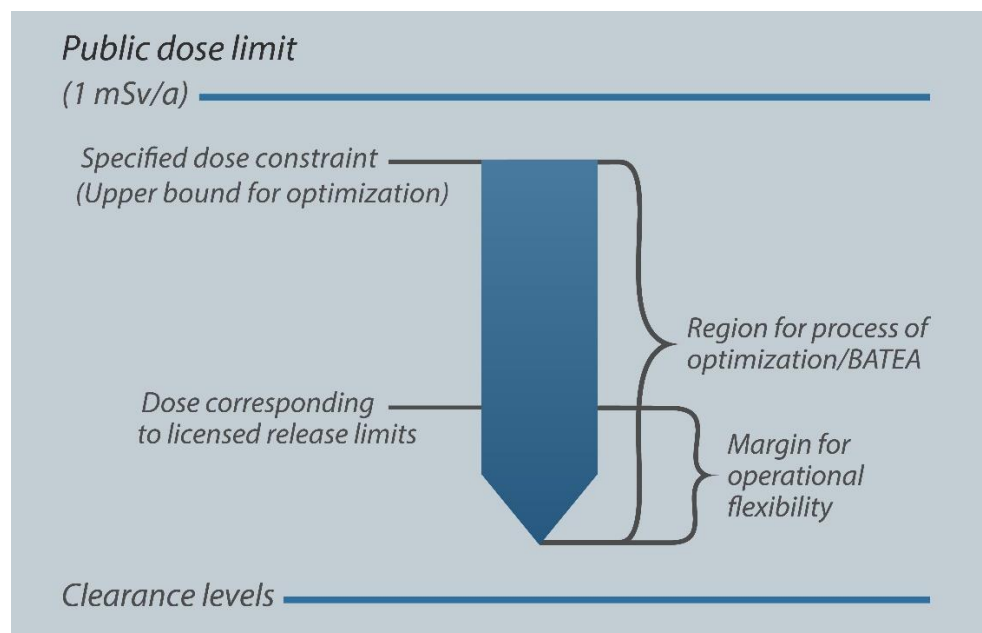 Public dose limit
(1 mSv/a)
Specified dose constraint
(Upper bound for optimization)
Region for process of
optimization/BATEA
Dose corresponding
to licensed release limits
Margin for
operational
flexibility
Clearance levels